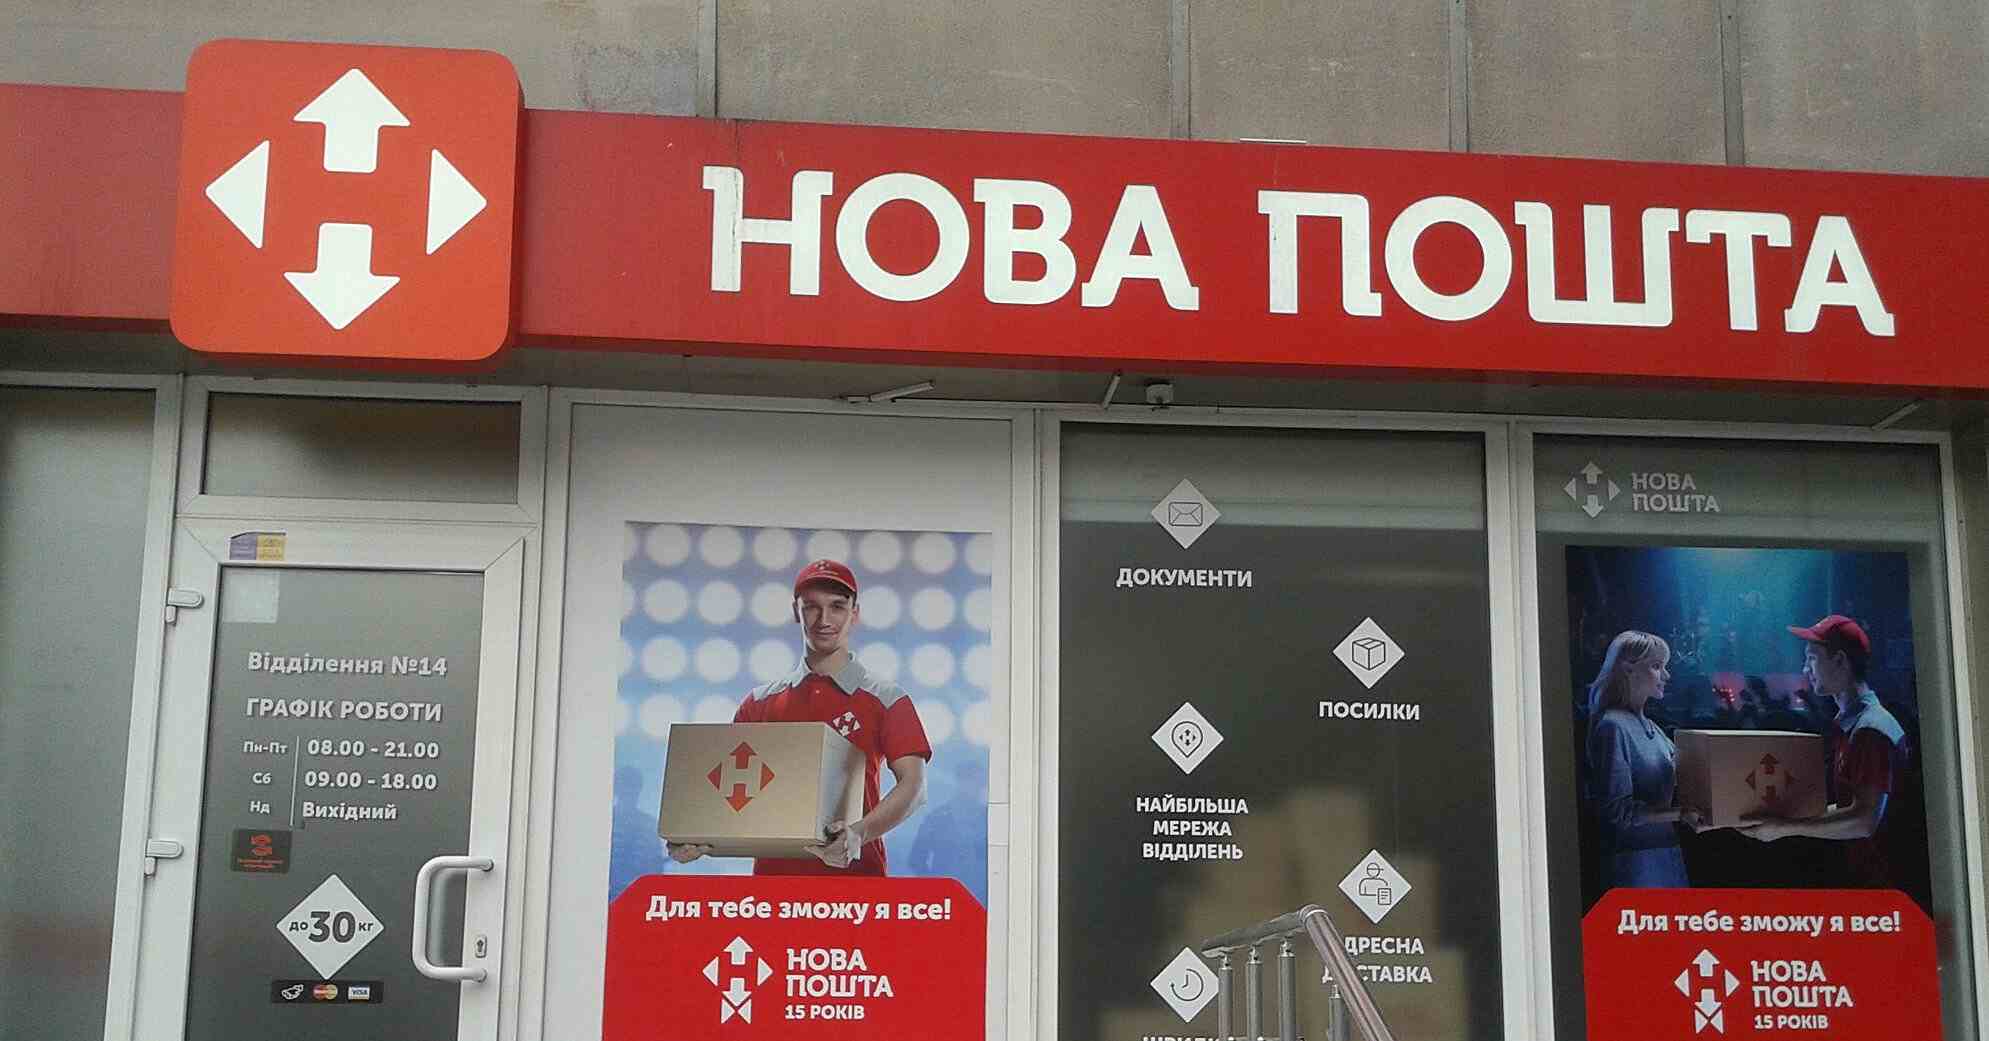 НОВА ПОШТА
Відділення №14
ГРАФІК РОБОТИ
Пн-Пт 08.00 - 21.00
Сб 09.00 - 18.00
Нд Вихідний
до 30 кг
VISA
Для тебе зможу я все!
НОВА
ПОШТА
15 РОКІВ
ДОКУМЕНТИ
ПОСИЛКИ
НАЙБІЛЬША
МЕРЕЖА
ВІДДІЛЕНЬ
ДРЕСНА
СТАВКА
НОВА
ПОШТА
Для тебе зможу я все!
НОВА
ПОШТА
15 РОКІВ